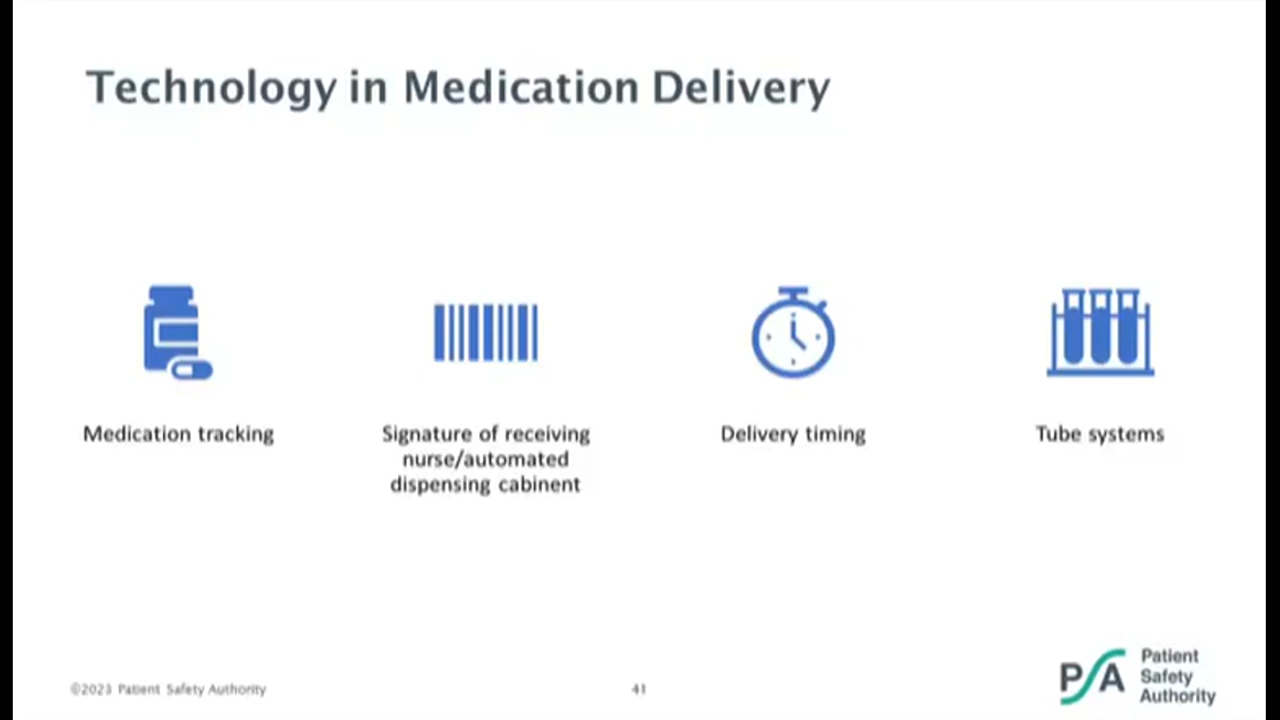 Technology in Medication Delivery
Medication tracking
Signature of receiving
nurse/automated
dispensing cabinent
Delivery timing
Tube systems
©2023 Patient Safety Authority
41
PSA
Patient
Safety
Authority